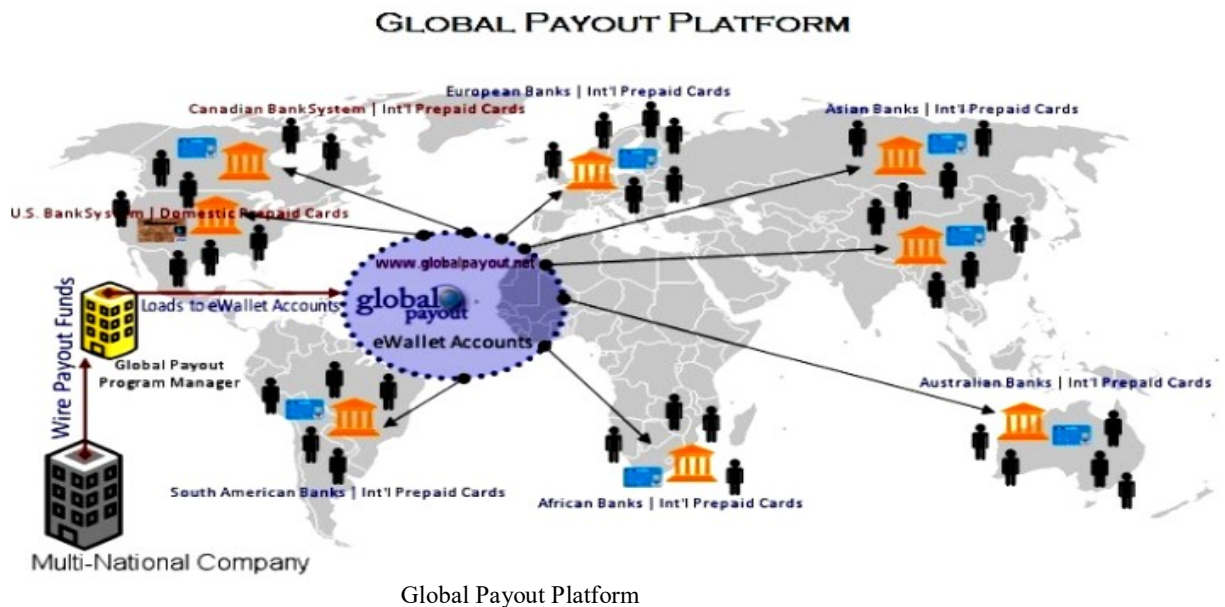 GLOBAL PAYOUT PLATFORM
European Banks | Int'l Prepaid Cards
Canadian BankSystem | Int'l Prepaid Cards
Asian Banks | Int'l Prepaid Cards
U.S. BankSystem | Domestic Prepaid Cards
www.globalpayout.net
Loads to eWallet Accounts
global
payout
eWallet Accounts
Wire Payout Funds
Global Payout
Program Manager
Australian Banks | Int'l Prepaid Cards
South American Banks | Int'l Prepaid Cards
African Banks | Int'l Prepaid Cards
Multi-National Company
Global Payout Platform